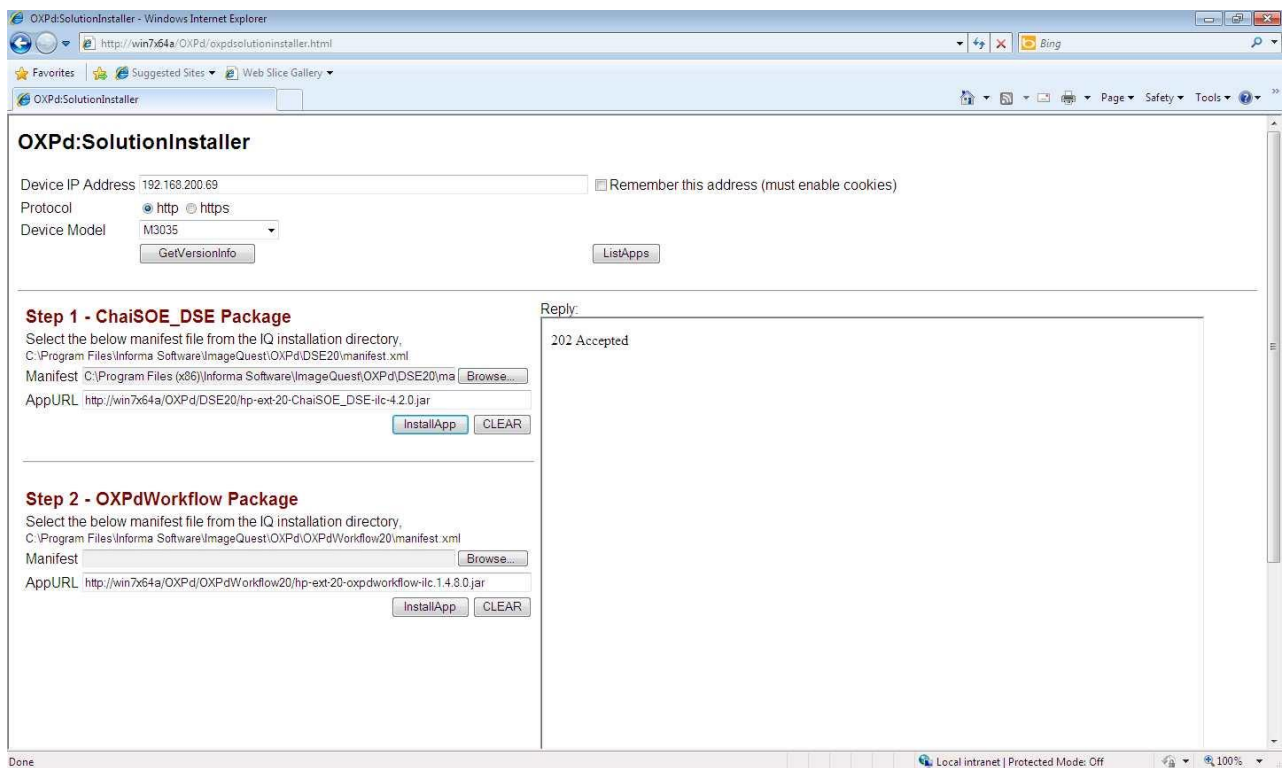 OXPd:SolutionInstaller - Windows Internet Explorer
http://win7x64a/OXPd/oxpdsolutioninstaller.html
Bing
Favorites Suggested Sites Web Slice Gallery
OXPd:SolutionInstaller
Page Safety Tools
OXPd:SolutionInstaller
Device IP Address 192.168.200.69 Remember this address (must enable cookies)
Protocol http https
Device Model M3035
GetVersionInfo ListApps
Step 1 - ChaiSOE_DSE Package
Select the below manifest file from the IQ installation directory,
C:\Program Files\Informa Software\ImageQuest\OXPd\DSE20\manifest.xml
Manifest C:\Program Files (x86)\Informa Software\ImageQuest\OXPd\DSE20\ma Browse...
AppURL http://win7x64a/OXPd/DSE20/hp-ext-20-ChaiSOE_DSE-ilc-4.2.0.jar
InstallApp CLEAR
Step 2 - OXPdWorkflow Package
Select the below manifest file from the IQ installation directory,
C:\Program Files\Informa Software\ImageQuest\OXPd\OXPdWorkflow20\manifest.xml
Manifest Browse...
AppURL http://win7x64a/OXPd/OXPdWorkflow20/hp-ext-20-oxpdworkflow-ilc.1.4.8.0.jar
InstallApp CLEAR
Reply:
202 Accepted
Done Local intranet | Protected Mode: Off 100%